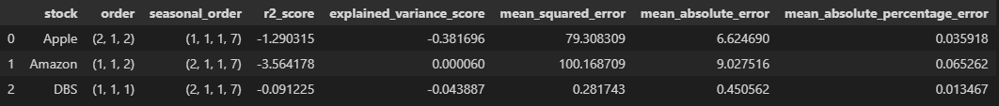 stock order seasonal_order r2_score explained_variance_score mean_squared_error mean_absolute_error mean_absolute_percentage_error
0 Apple (2, 1, 2) (1, 1, 1, 7) -1.290315 -0.381696 79.308309 6.624690 0.035918
1 Amazon (1, 1, 2) (2, 1, 1, 7) -3.564178 0.000060 100.168709 9.027516 0.065262
2 DBS (1, 1, 1) (2, 1, 1, 7) -0.091225 -0.043887 0.281743 0.450562 0.013467